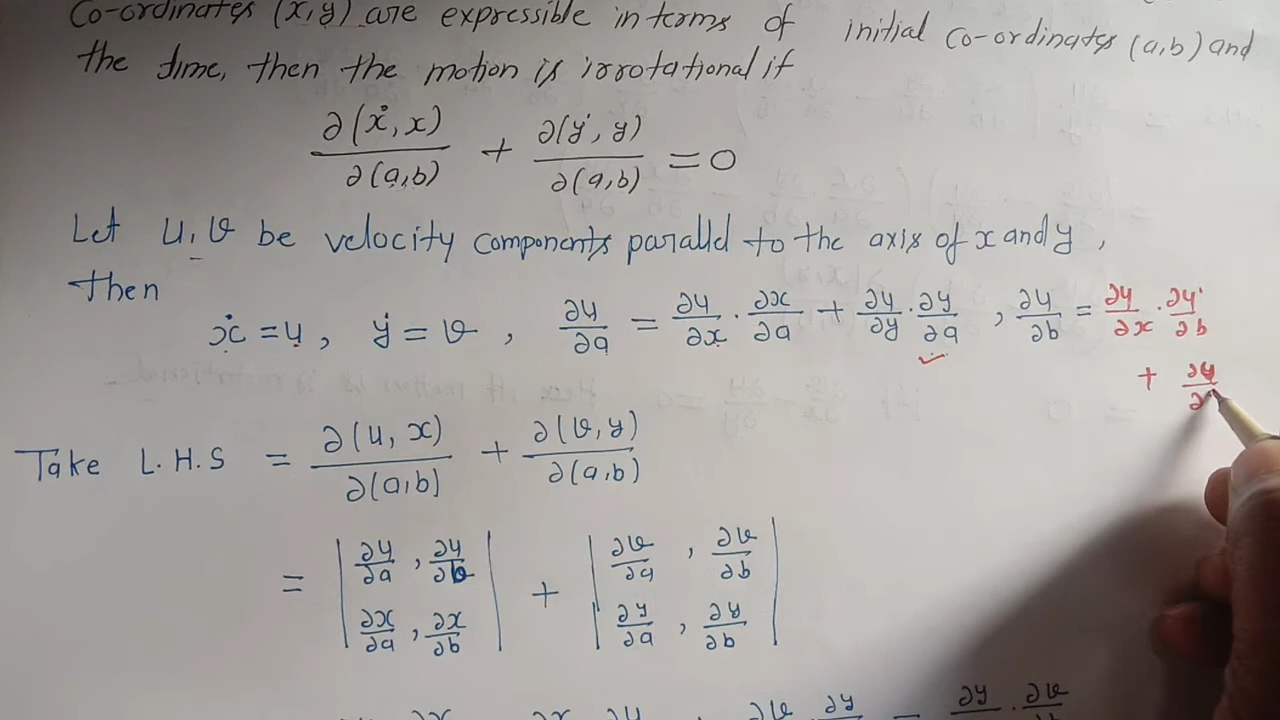 Co-ordinates (x,y) are expressible in terms of initial co-ordinates (a,b) and
the time, then the motion is irrotational if
∂(ẋ, x)/∂(a,b) + ∂(ẏ, y)/∂(a,b) = 0
Let u, v be velocity components parallel to the axis of x and y,
then
ẋ = u, ẏ = v, ∂u/∂a = ∂u/∂x · ∂x/∂a + ∂u/∂y · ∂y/∂a, ∂u/∂b = ∂u/∂x · ∂y/∂b
+ ∂u/∂
Take L.H.S = ∂(u, x)/∂(a,b) + ∂(v,y)/∂(a,b)
= | ∂u/∂a, ∂u/∂b | + | ∂v/∂a, ∂v/∂b |
| ∂x/∂a, ∂x/∂b | | ∂y/∂a, ∂y/∂b |